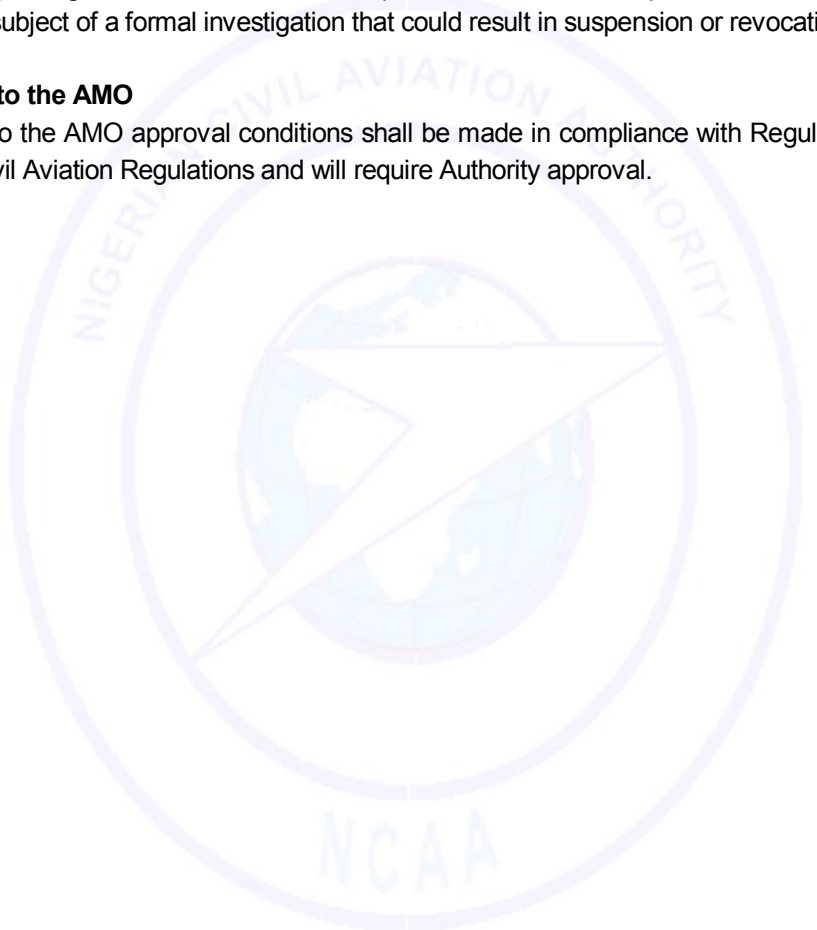 subject of a formal investigation that could result in suspension or revocati
to the AMO
o the AMO approval conditions shall be made in compliance with Regul
vil Aviation Regulations and will require Authority approval.
NIGERIAN CIVIL AVIATION AUTHORITY
NCAA